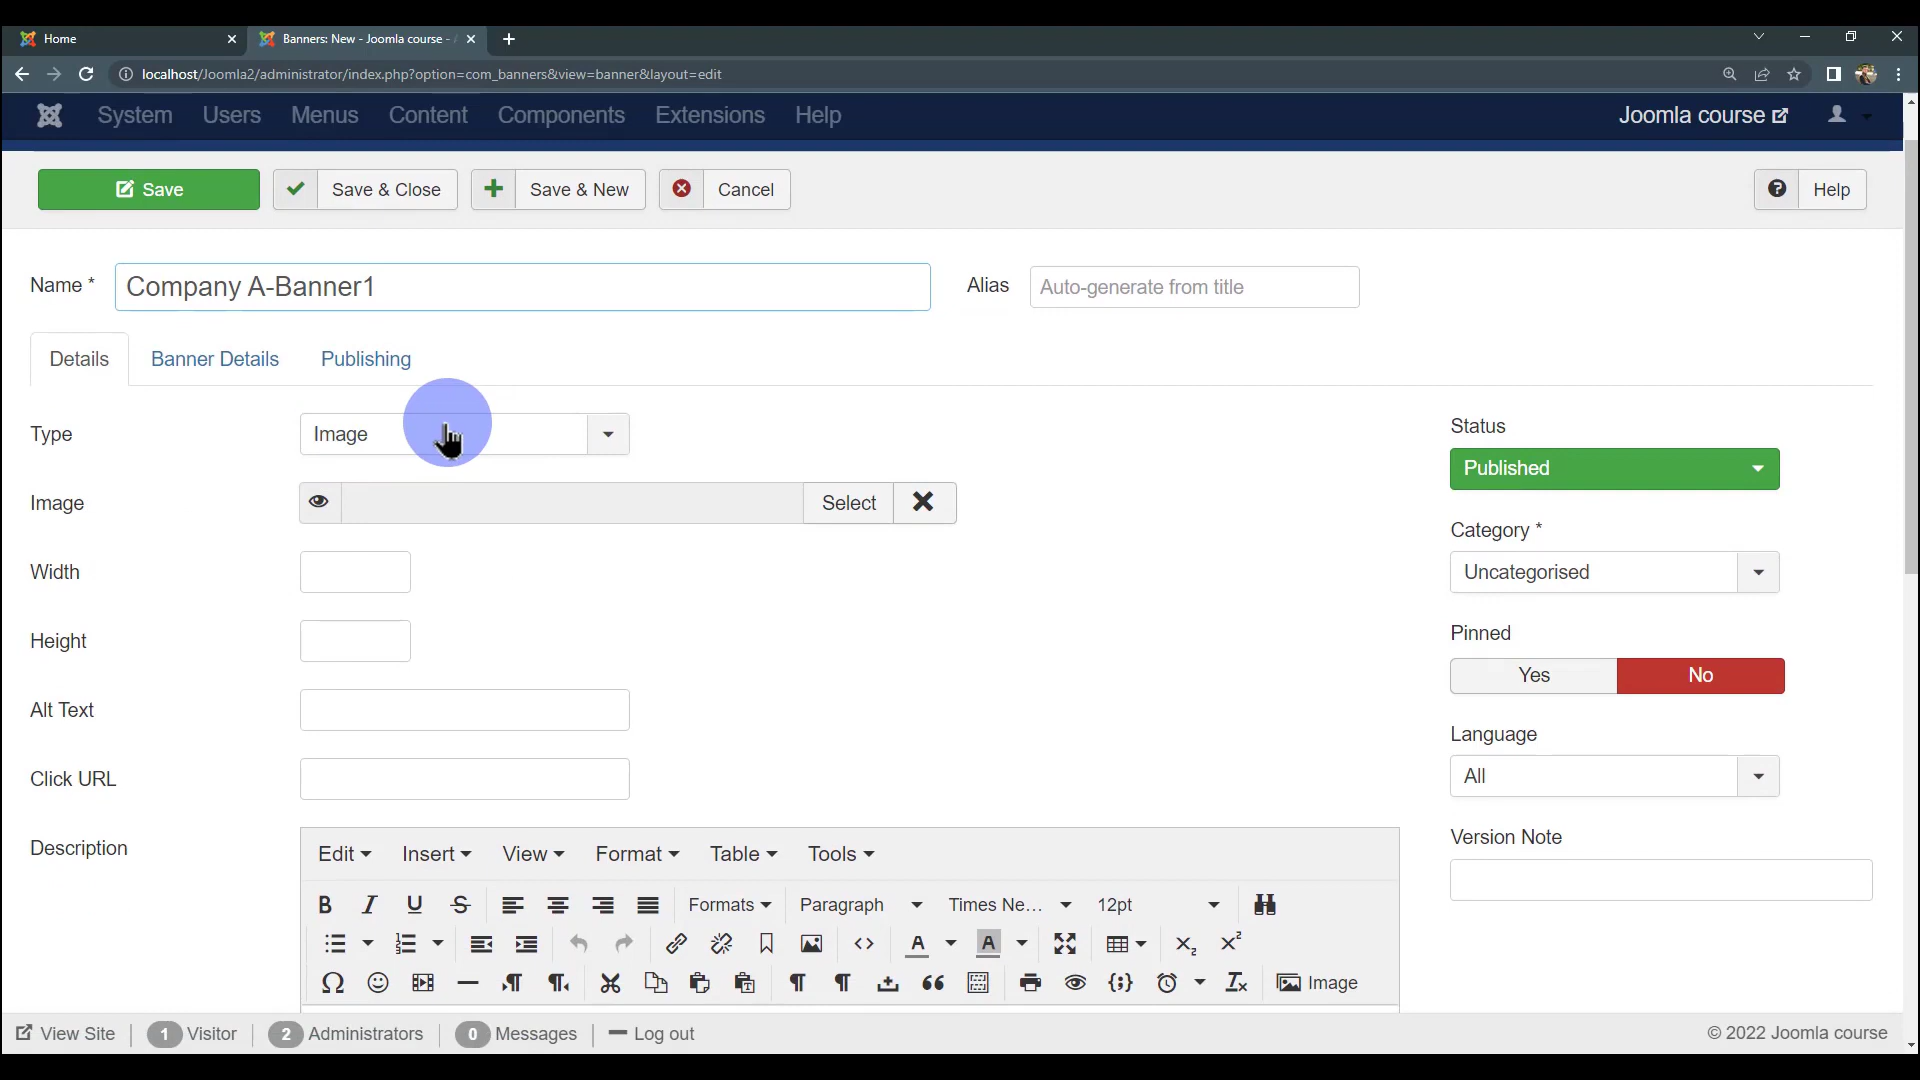 Home
Banners: New - Joomla course -
localhost/Joomla2/administrator/index.php?option=com_banners&view=banner&layout=edit
System Users Menus Content Components Extensions Help Joomla course
Save Save & Close Save & New Cancel Help
Name * Company A-Banner1 Alias Auto-generate from title
Details Banner Details Publishing
Type Image
Status
Published
Image Select
Category *
Uncategorised
Width
Height
Pinned
Yes No
Alt Text
Language
All
Click URL
Version Note
Description
Edit Insert View Format Table Tools
B I U S Formats Paragraph Times Ne... 12pt
A A X₂ X²
Ω Image
View Site 1 Visitor 2 Administrators 0 Messages Log out © 2022 Joomla course